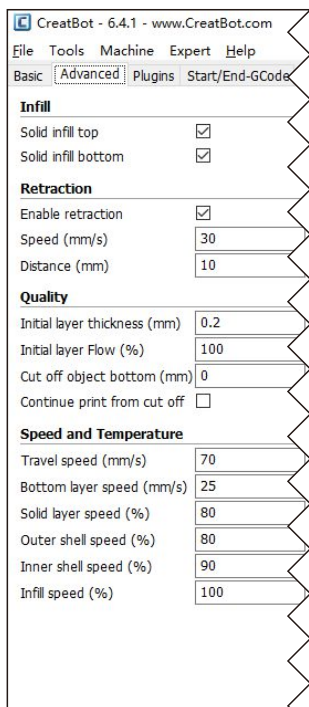 CreatBot - 6.4.1 - www.CreatBot.com
File Tools Machine Expert Help
Basic Advanced Plugins Start/End-GCode
Infill
Solid infill top
Solid infill bottom
Retraction
Enable retraction
Speed (mm/s) 30
Distance (mm) 10
Quality
Initial layer thickness (mm) 0.2
Initial layer Flow (%) 100
Cut off object bottom (mm) 0
Continue print from cut off
Speed and Temperature
Travel speed (mm/s) 70
Bottom layer speed (mm/s) 25
Solid layer speed (%) 80
Outer shell speed (%) 80
Inner shell speed (%) 90
Infill speed (%) 100